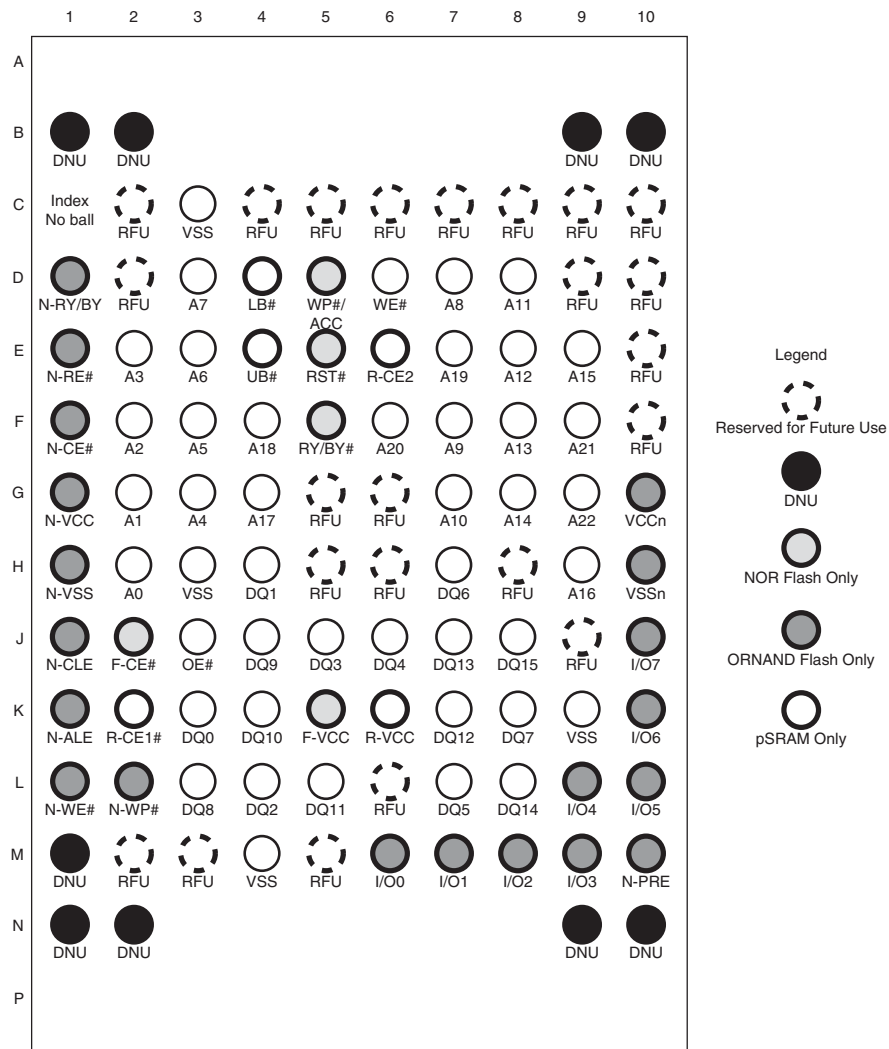 1 2 3 4 5 6 7 8 9 10
A
B
DNU DNU DNU DNU
C
Index
No ball
RFU VSS RFU RFU RFU RFU RFU RFU RFU
D
N-RY/BY RFU A7 LB# WP#/ WE# A8 A11 RFU RFU
ACC
E
N-RE# A3 A6 UB# RST# R-CE2 A19 A12 A15 RFU
F
N-CE# A2 A5 A18 RY/BY# A20 A9 A13 A21 RFU
G
N-VCC A1 A4 A17 RFU RFU A10 A14 A22 VCCn
H
N-VSS A0 VSS DQ1 RFU RFU DQ6 RFU A16 VSSn
J
N-CLE F-CE# OE# DQ9 DQ3 DQ4 DQ13 DQ15 RFU I/O7
K
N-ALE R-CE1# DQ0 DQ10 F-VCC R-VCC DQ12 DQ7 VSS I/O6
L
N-WE# N-WP# DQ8 DQ2 DQ11 RFU DQ5 DQ14 I/O4 I/O5
M
DNU RFU RFU VSS RFU I/O0 I/O1 I/O2 I/O3 N-PRE
N
DNU DNU DNU DNU
P
Legend
Reserved for Future Use
DNU
NOR Flash Only
ORNAND Flash Only
pSRAM Only